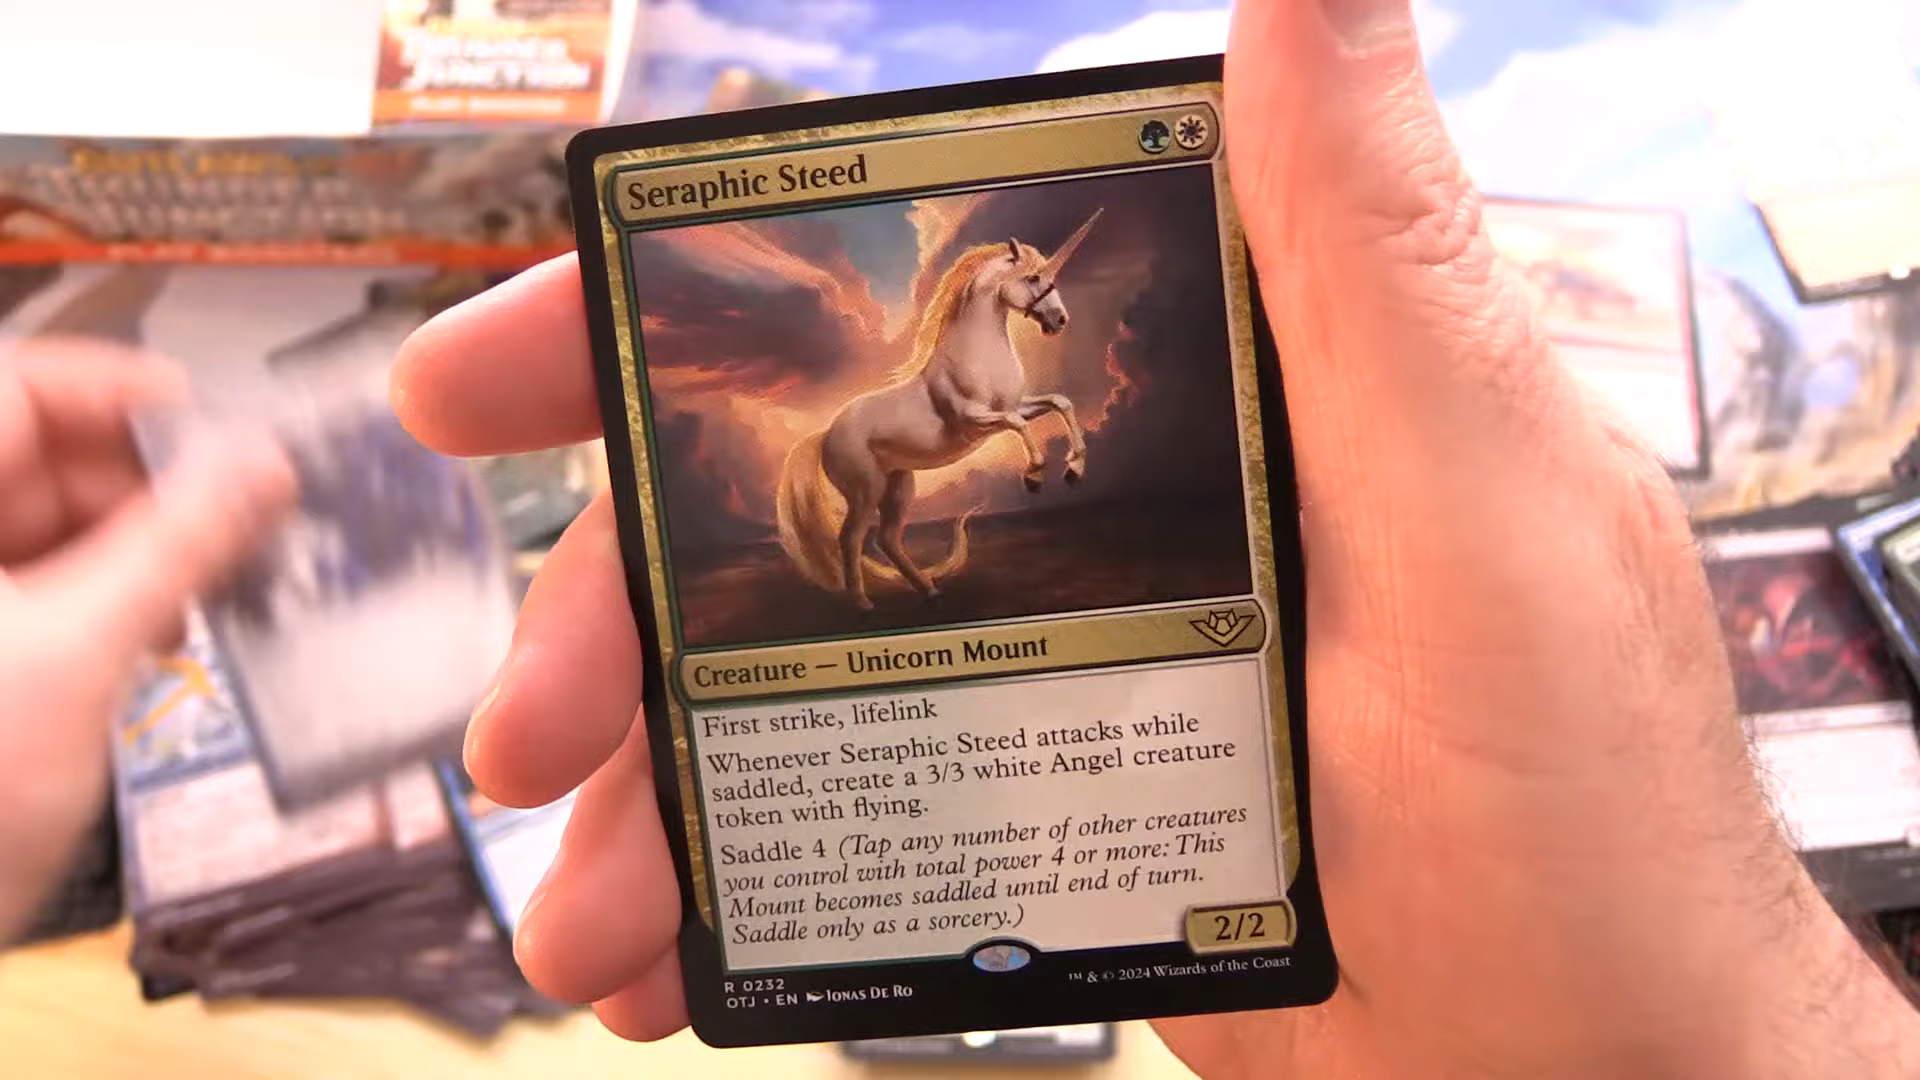 THUNDER
JUNCTION
Seraphic Steed
Creature — Unicorn Mount
First strike, lifelink
Whenever Seraphic Steed attacks while
saddled, create a 3/3 white Angel creature
token with flying.
Saddle 4 (Tap any number of other creatures
you control with total power 4 or more: This
Mount becomes saddled until end of turn.
Saddle only as a sorcery.)
2/2
R 0232
OTJ • EN JONAS DE RO
™ & © 2024 Wizards of the Coast